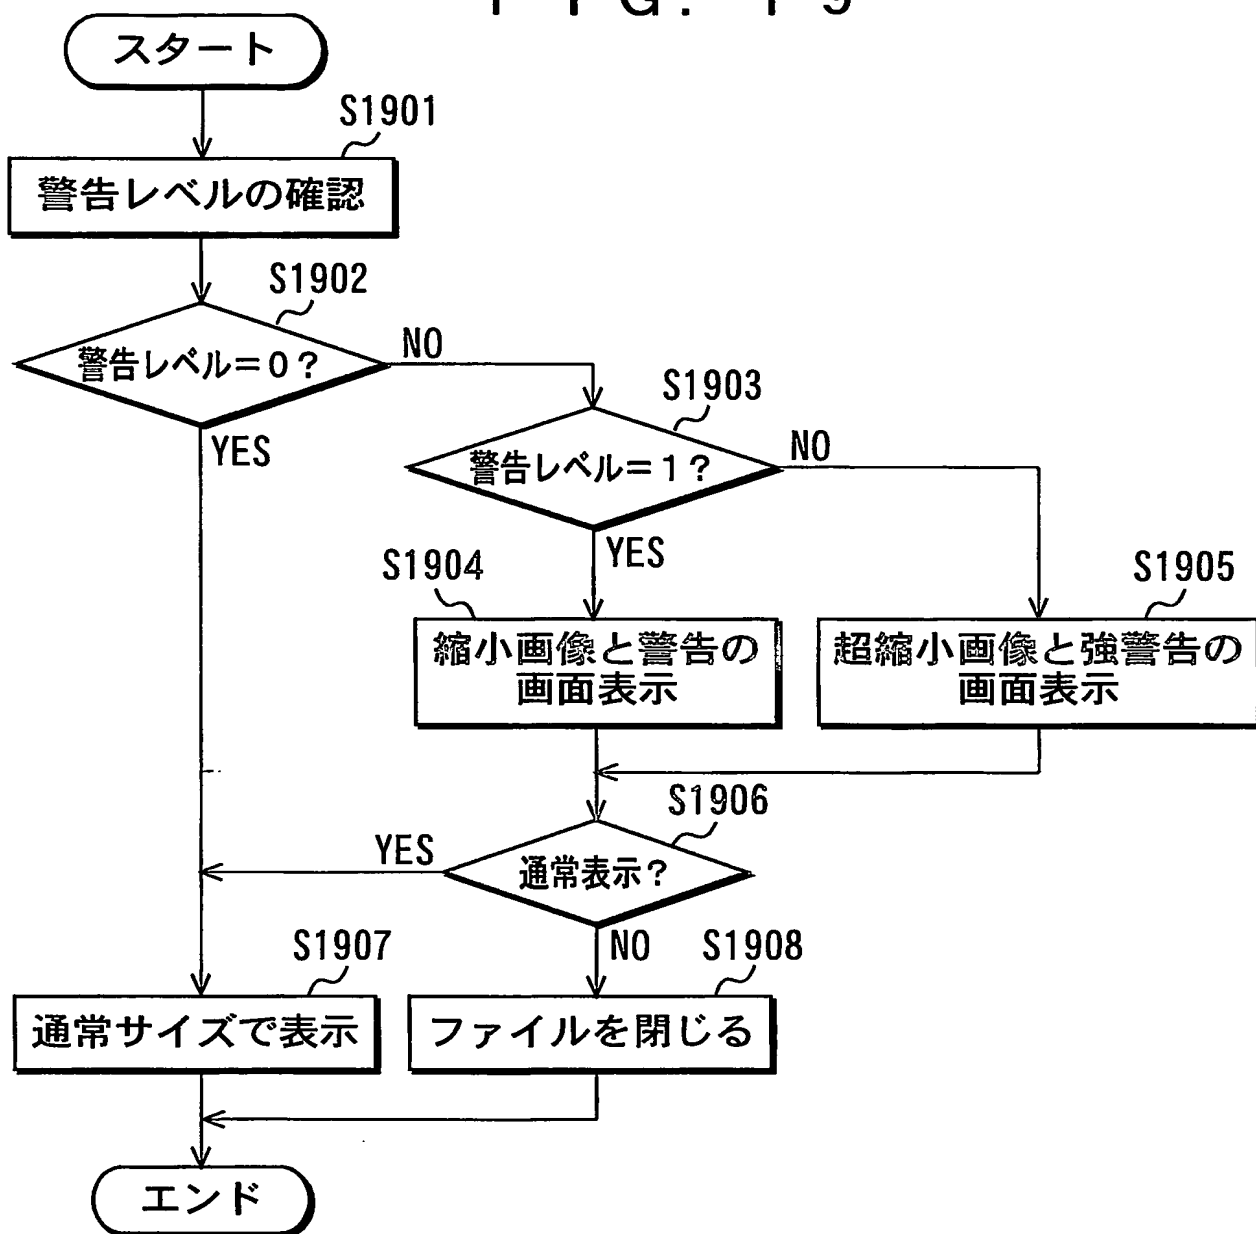 FIG. 19
スタート
S1901
警告レベルの確認
S1902
警告レベル=0?
NO
YES
S1903
警告レベル=1?
NO
YES
S1904
縮小画像と警告の
画面表示
S1905
超縮小画像と強警告の
画面表示
S1906
通常表示?
YES
NO
S1907
通常サイズで表示
S1908
ファイルを閉じる
エンド